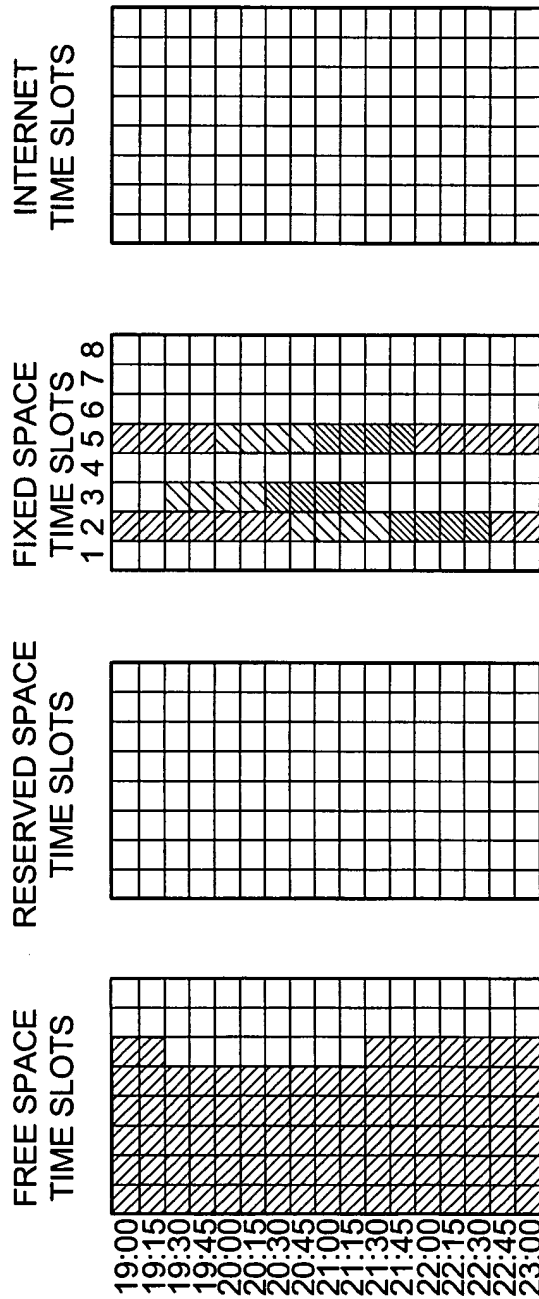 FREE SPACE
TIME SLOTS
RESERVED SPACE
TIME SLOTS
FIXED SPACE
TIME SLOTS
1 2 3 4 5 6 7 8
INTERNET
TIME SLOTS
19:00
19:15
19:30
19:45
20:00
20:15
20:30
20:45
21:00
21:15
21:30
21:45
22:00
22:15
22:30
22:45
23:00